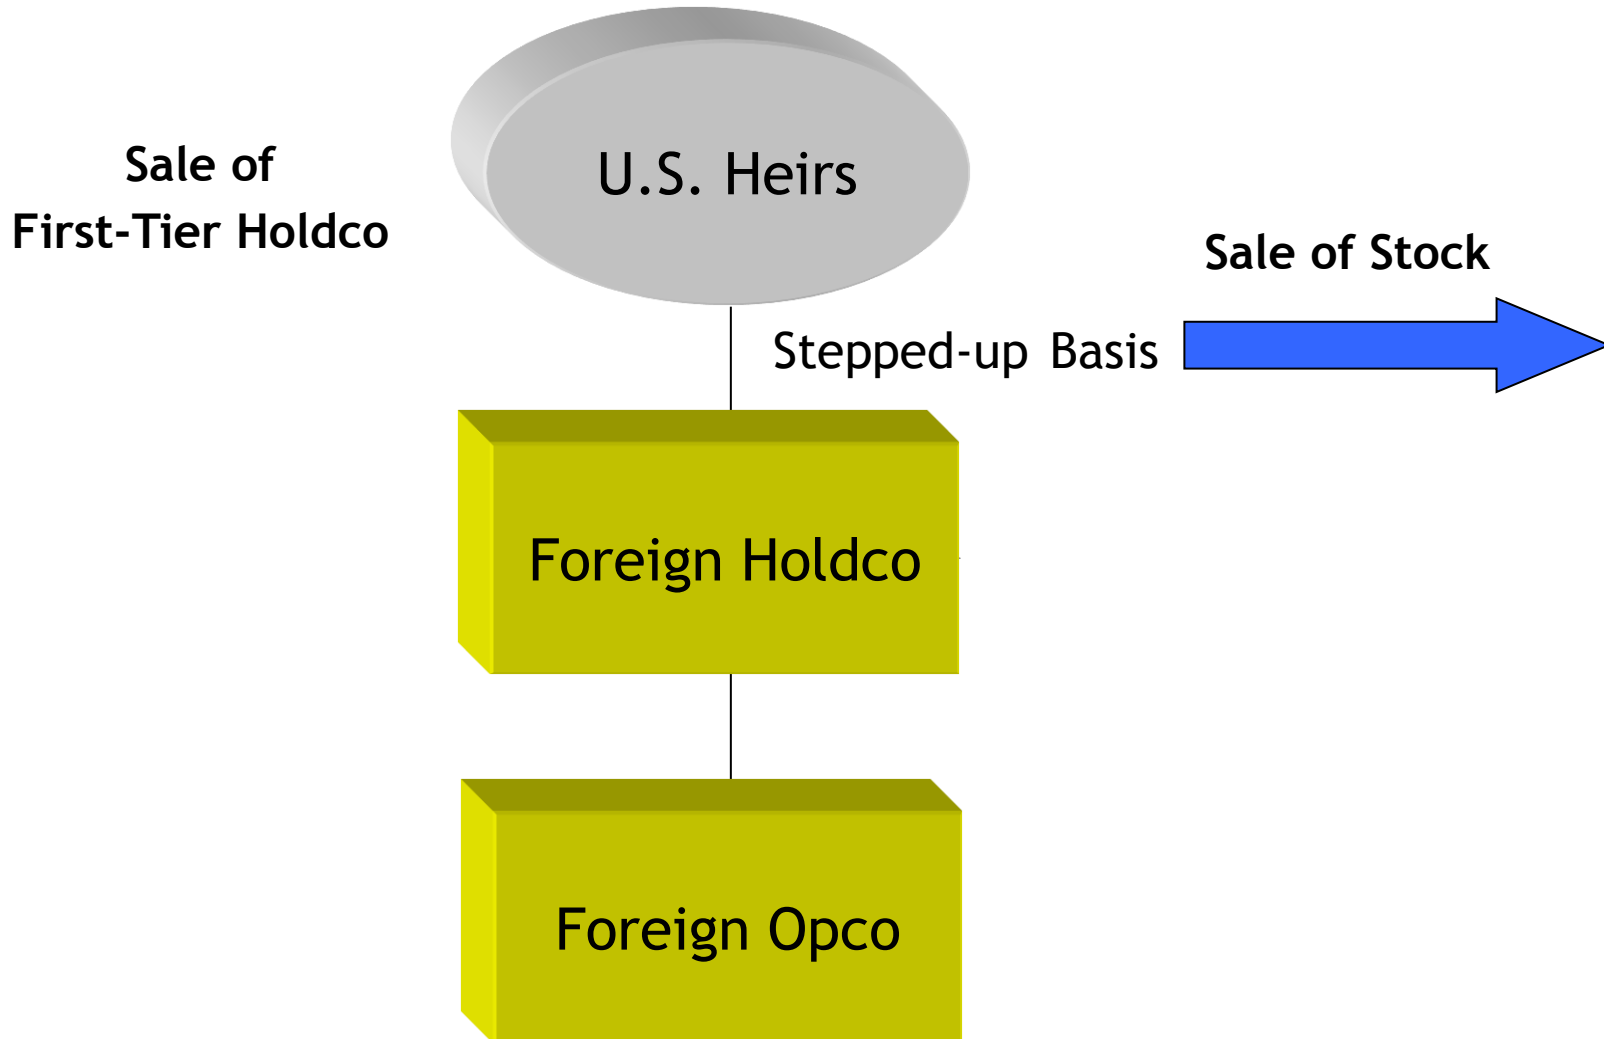 Sale of
First-Tier Holdco
U.S. Heirs
Sale of Stock
Stepped-up Basis
Foreign Holdco
Foreign Opco